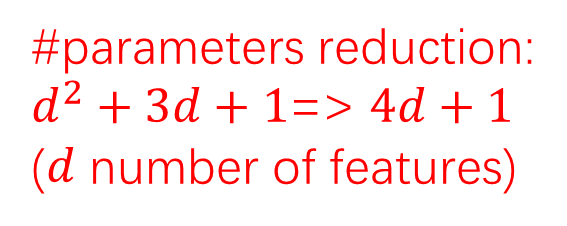 #parameters reduction:
𝑑² + 3𝑑 + 1=> 4𝑑 + 1
(𝑑 number of features)